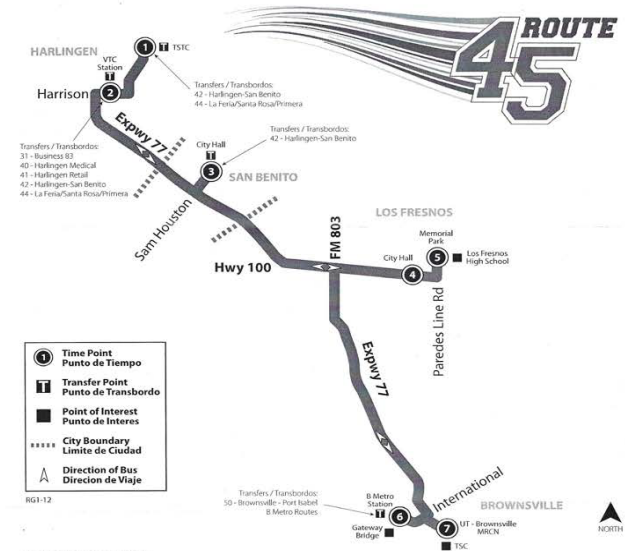 ROUTE
45
HARLINGEN
1
T
TSTC
VTC
Station
T
Transfers / Transbordos:
42 - Harlingen-San Benito
44 - La Feria/Santa Rosa/Primera
Harrison
2
Expwy 77
Transfers / Transbordos:
31 - Business 83
40 - Harlingen Medical
41 - Harlingen Retail
42 - Harlingen-San Benito
44 - La Feria/Santa Rosa/Primera
Transfers / Transbordos:
42 - Harlingen-San Benito
City Hall
T
3
SAN BENITO
Sam Houston
LOS FRESNOS
FM 803
Memorial
Park
City Hall
5
Los Fresnos
High School
Hwy 100
4
Paredes Line Rd
Expwy 77
1
Time Point
Punto de Tiempo
T
Transfer Point
Punto de Transbordo
Point of Interest
Punto de Interes
City Boundary
Limite de Ciudad
Direction of Bus
Direcion de Viaje
RG1-12
International
Transfers / Transbordos:
50 - Brownsville - Port Isabel
B Metro Routes
B Metro
Station
T
6
Gateway
Bridge
BROWNSVILLE
7
UT - Brownsville
MRCN
TSC
NORTH